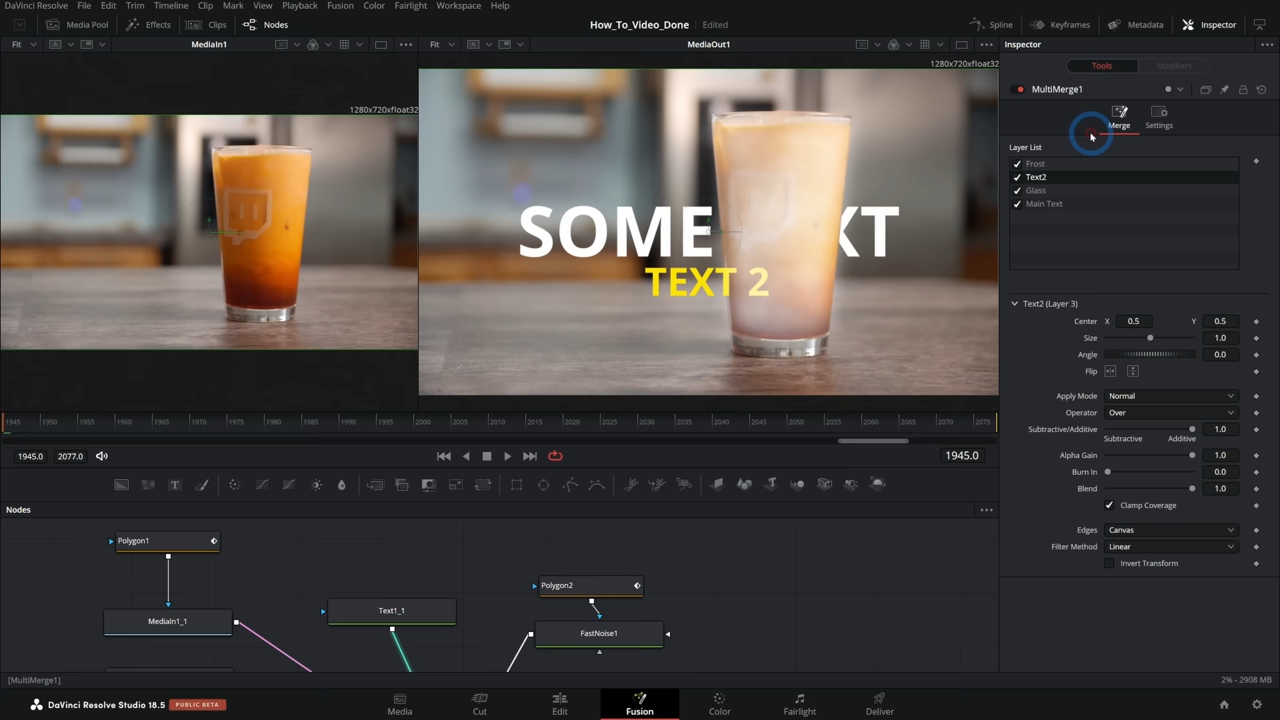 DaVinci Resolve File Edit Trim Timeline Clip Mark View Playback Fusion Color Fairlight Workspace Help
Media Pool Effects Clips Nodes How_To_Video_Done Edited Spline Keyframes Metadata Inspector
Fit MediaIn1 Fit MediaOut1 Inspector
1280x720xfloat32
1280x720xfloat32
Tools Modifiers
MultiMerge1
Merge Settings
Layer List
Frost
Text2
Glass
Main Text
SOME XT
TEXT 2
Text2 (Layer 3)
Center X 0.5 Y 0.5
Size 1.0
Angle 0.0
Flip
Apply Mode Normal
Operator Over
Subtractive/Additive 1.0
Subtractive Additive
Alpha Gain 1.0
Burn In 0.0
Blend 1.0
Clamp Coverage
Edges Canvas
Filter Method Linear
Invert Transform
1945 1950 1955 1960 1965 1970 1975 1980 1985 1990 1995 2000 2005 2010 2015 2020 2025 2030 2035 2040 2045 2050 2055 2060 2065 2070 2075
1945.0 2077.0 1945.0
Nodes
Polygon1
MediaIn1_1
Text1_1
Polygon2
FastNoise1
[MultiMerge1] 2% - 2908 MB
DaVinci Resolve Studio 18.5 PUBLIC BETA
Media Cut Edit Fusion Color Fairlight Deliver